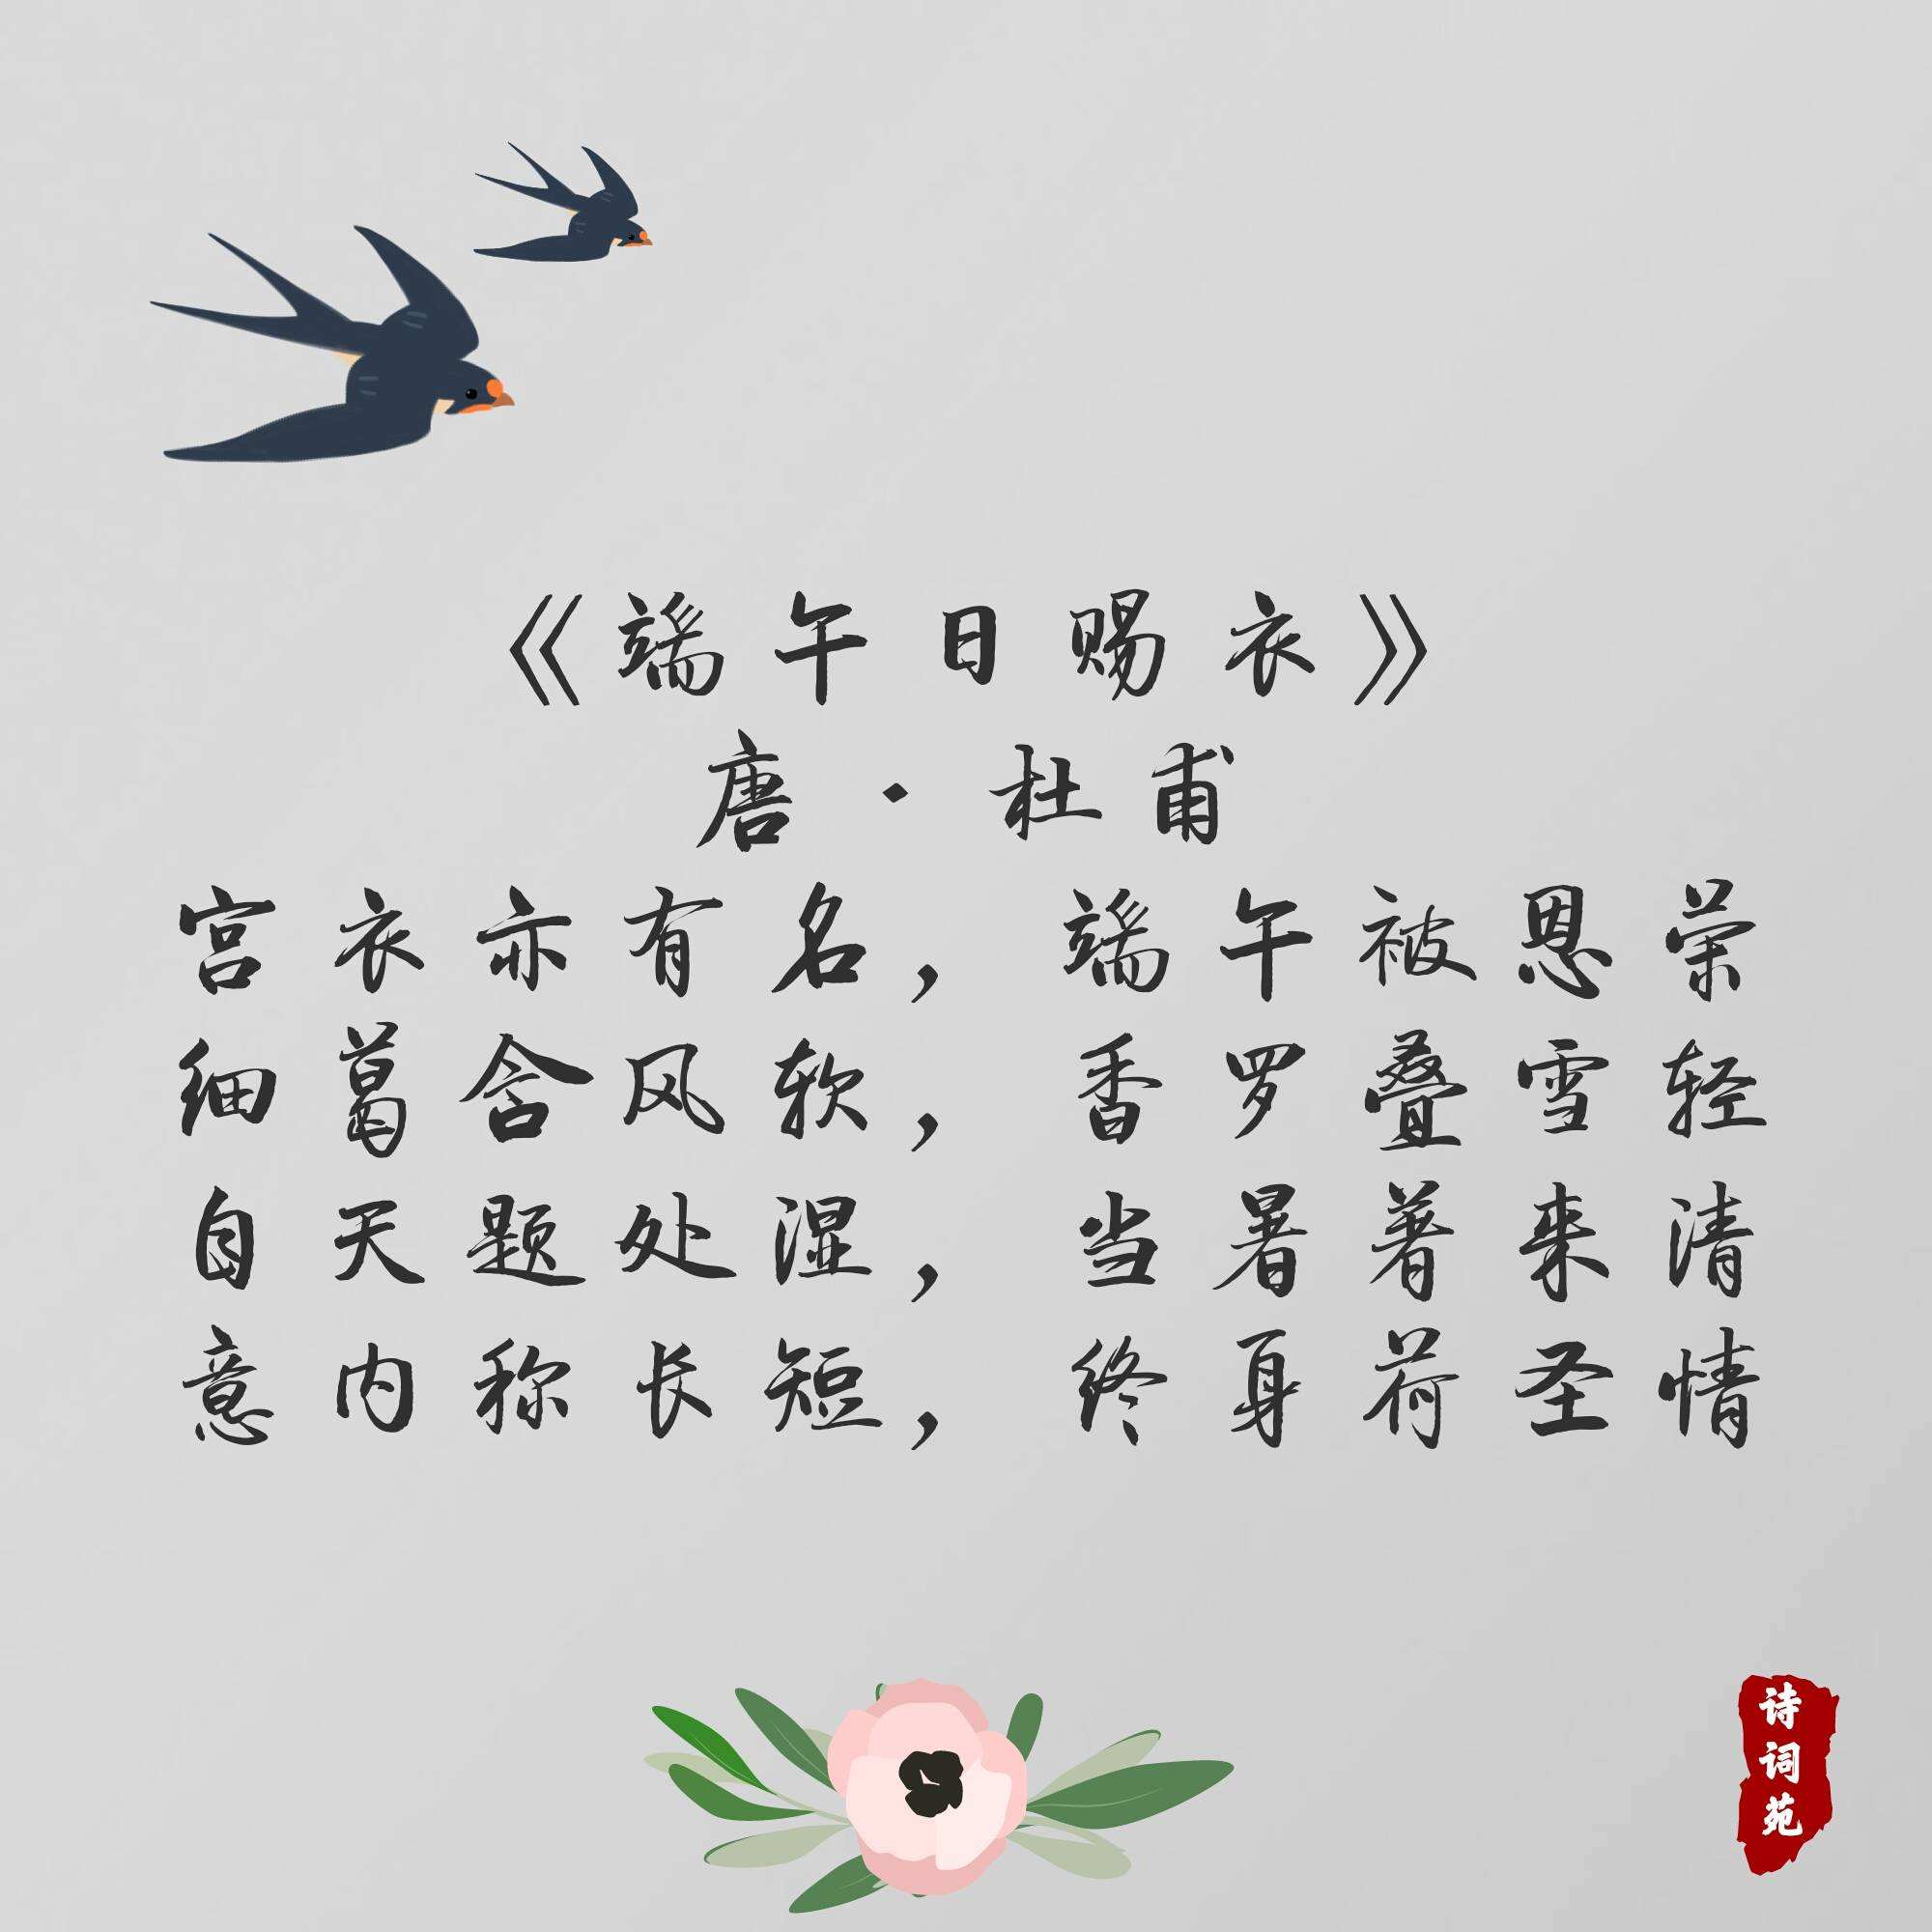 《端午日赐衣》
唐·杜甫
宫衣亦有名，端午被恩荣
细葛含风软，香罗叠雪轻
自天题处湿，当暑著来清
意内称长短，终身荷圣情
诗词苑